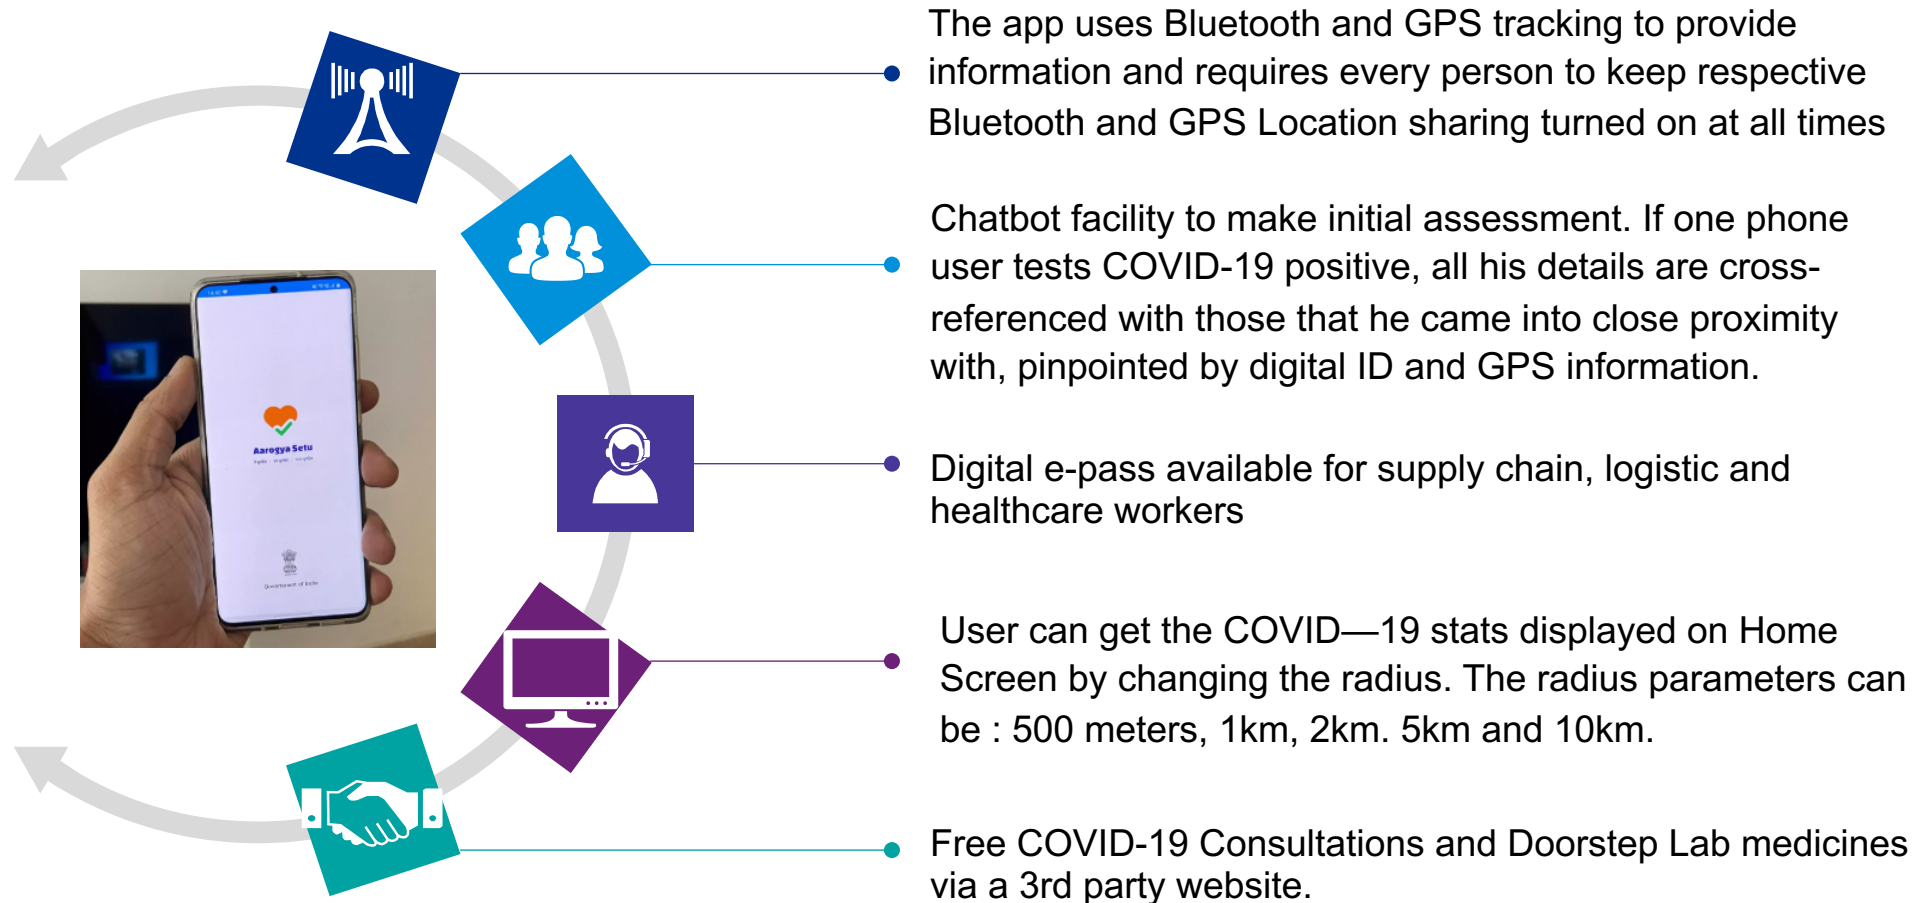 The app uses Bluetooth and GPS tracking to provide
information and requires every person to keep respective
Bluetooth and GPS Location sharing turned on at all times
Chatbot facility to make initial assessment. If one phone
user tests COVID-19 positive, all his details are cross-
referenced with those that he came into close proximity
with, pinpointed by digital ID and GPS information.
Aarogya Setu
Government of India
Digital e-pass available for supply chain, logistic and
healthcare workers
User can get the COVID—19 stats displayed on Home
Screen by changing the radius. The radius parameters can
be : 500 meters, 1km, 2km. 5km and 10km.
Free COVID-19 Consultations and Doorstep Lab medicines
via a 3rd party website.